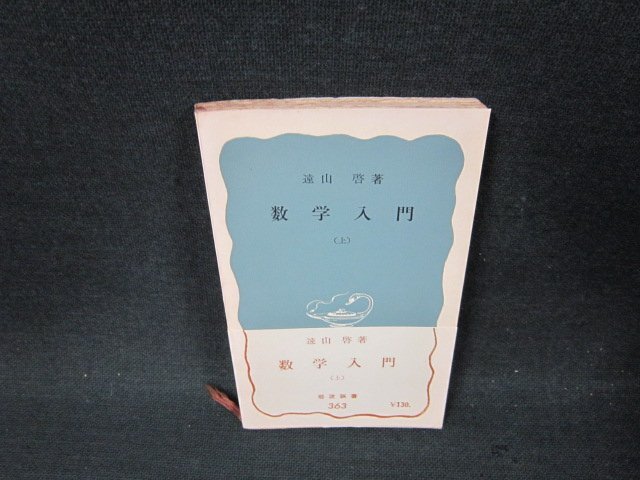 遠山 啓著
数学入門
(上)
遠山 啓著
数学入門
(上)
岩波新書
363
¥130.